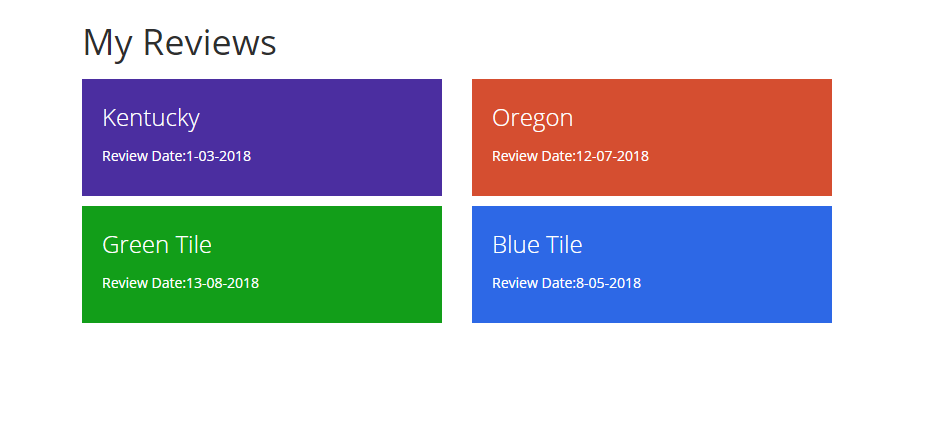 My Reviews
Kentucky
Review Date:1-03-2018
Oregon
Review Date:12-07-2018
Green Tile
Review Date:13-08-2018
Blue Tile
Review Date:8-05-2018